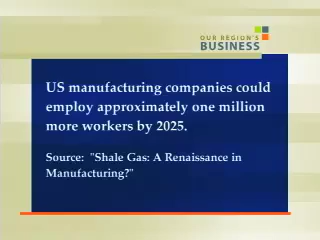 OUR REGION'S
BUSINESS
US manufacturing companies could
employ approximately one million
more workers by 2025.
Source:  "Shale Gas: A Renaissance in
Manufacturing?"